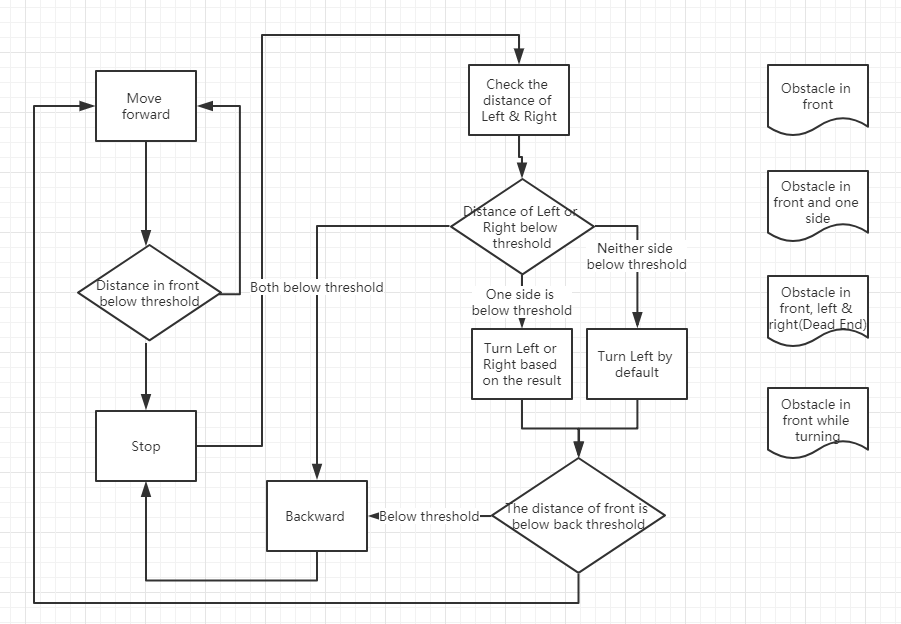 Move
forward
Distance in front
below threshold
Stop
Both below threshold
Check the
distance of
Left & Right
Distance of Left or
Right below
threshold
Neither side
below threshold
One side is
below threshold
Turn Left or
Right based
on the result
Turn Left by
default
Backward
Below threshold
The distance of front is
below back threshold
Obstacle in
front
Obstacle in
front and one
side
Obstacle in
front, left &
right(Dead End)
Obstacle in
front while
turning